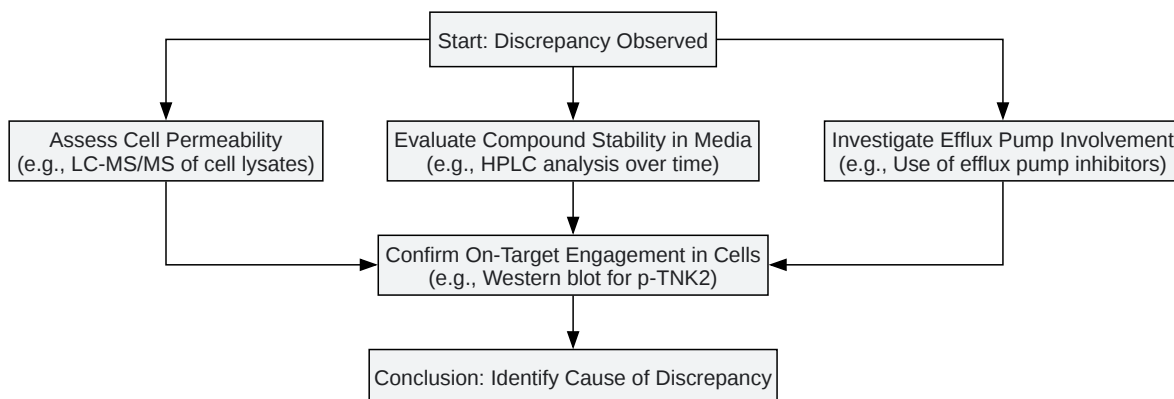 Start: Discrepancy Observed
Assess Cell Permeability
(e.g., LC-MS/MS of cell lysates)
Evaluate Compound Stability in Media
(e.g., HPLC analysis over time)
Investigate Efflux Pump Involvement
(e.g., Use of efflux pump inhibitors)
Confirm On-Target Engagement in Cells
(e.g., Western blot for p-TNK2)
Conclusion: Identify Cause of Discrepancy